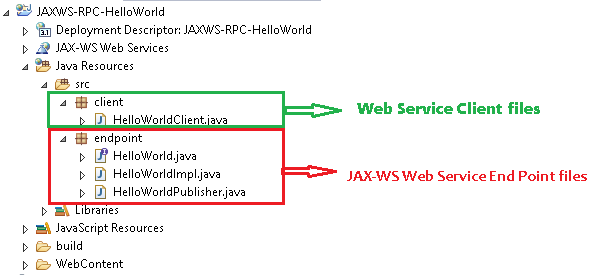 JAXWS-RPC-HelloWorld
Deployment Descriptor: JAXWS-RPC-HelloWorld
JAX-WS Web Services
Java Resources
src
client
Web Service Client files
HelloWorldClient.java
endpoint
HelloWorld.java
HelloWorldImpl.java
JAX-WS Web Service End Point files
HelloWorldPublisher.java
Libraries
JavaScript Resources
build
WebContent